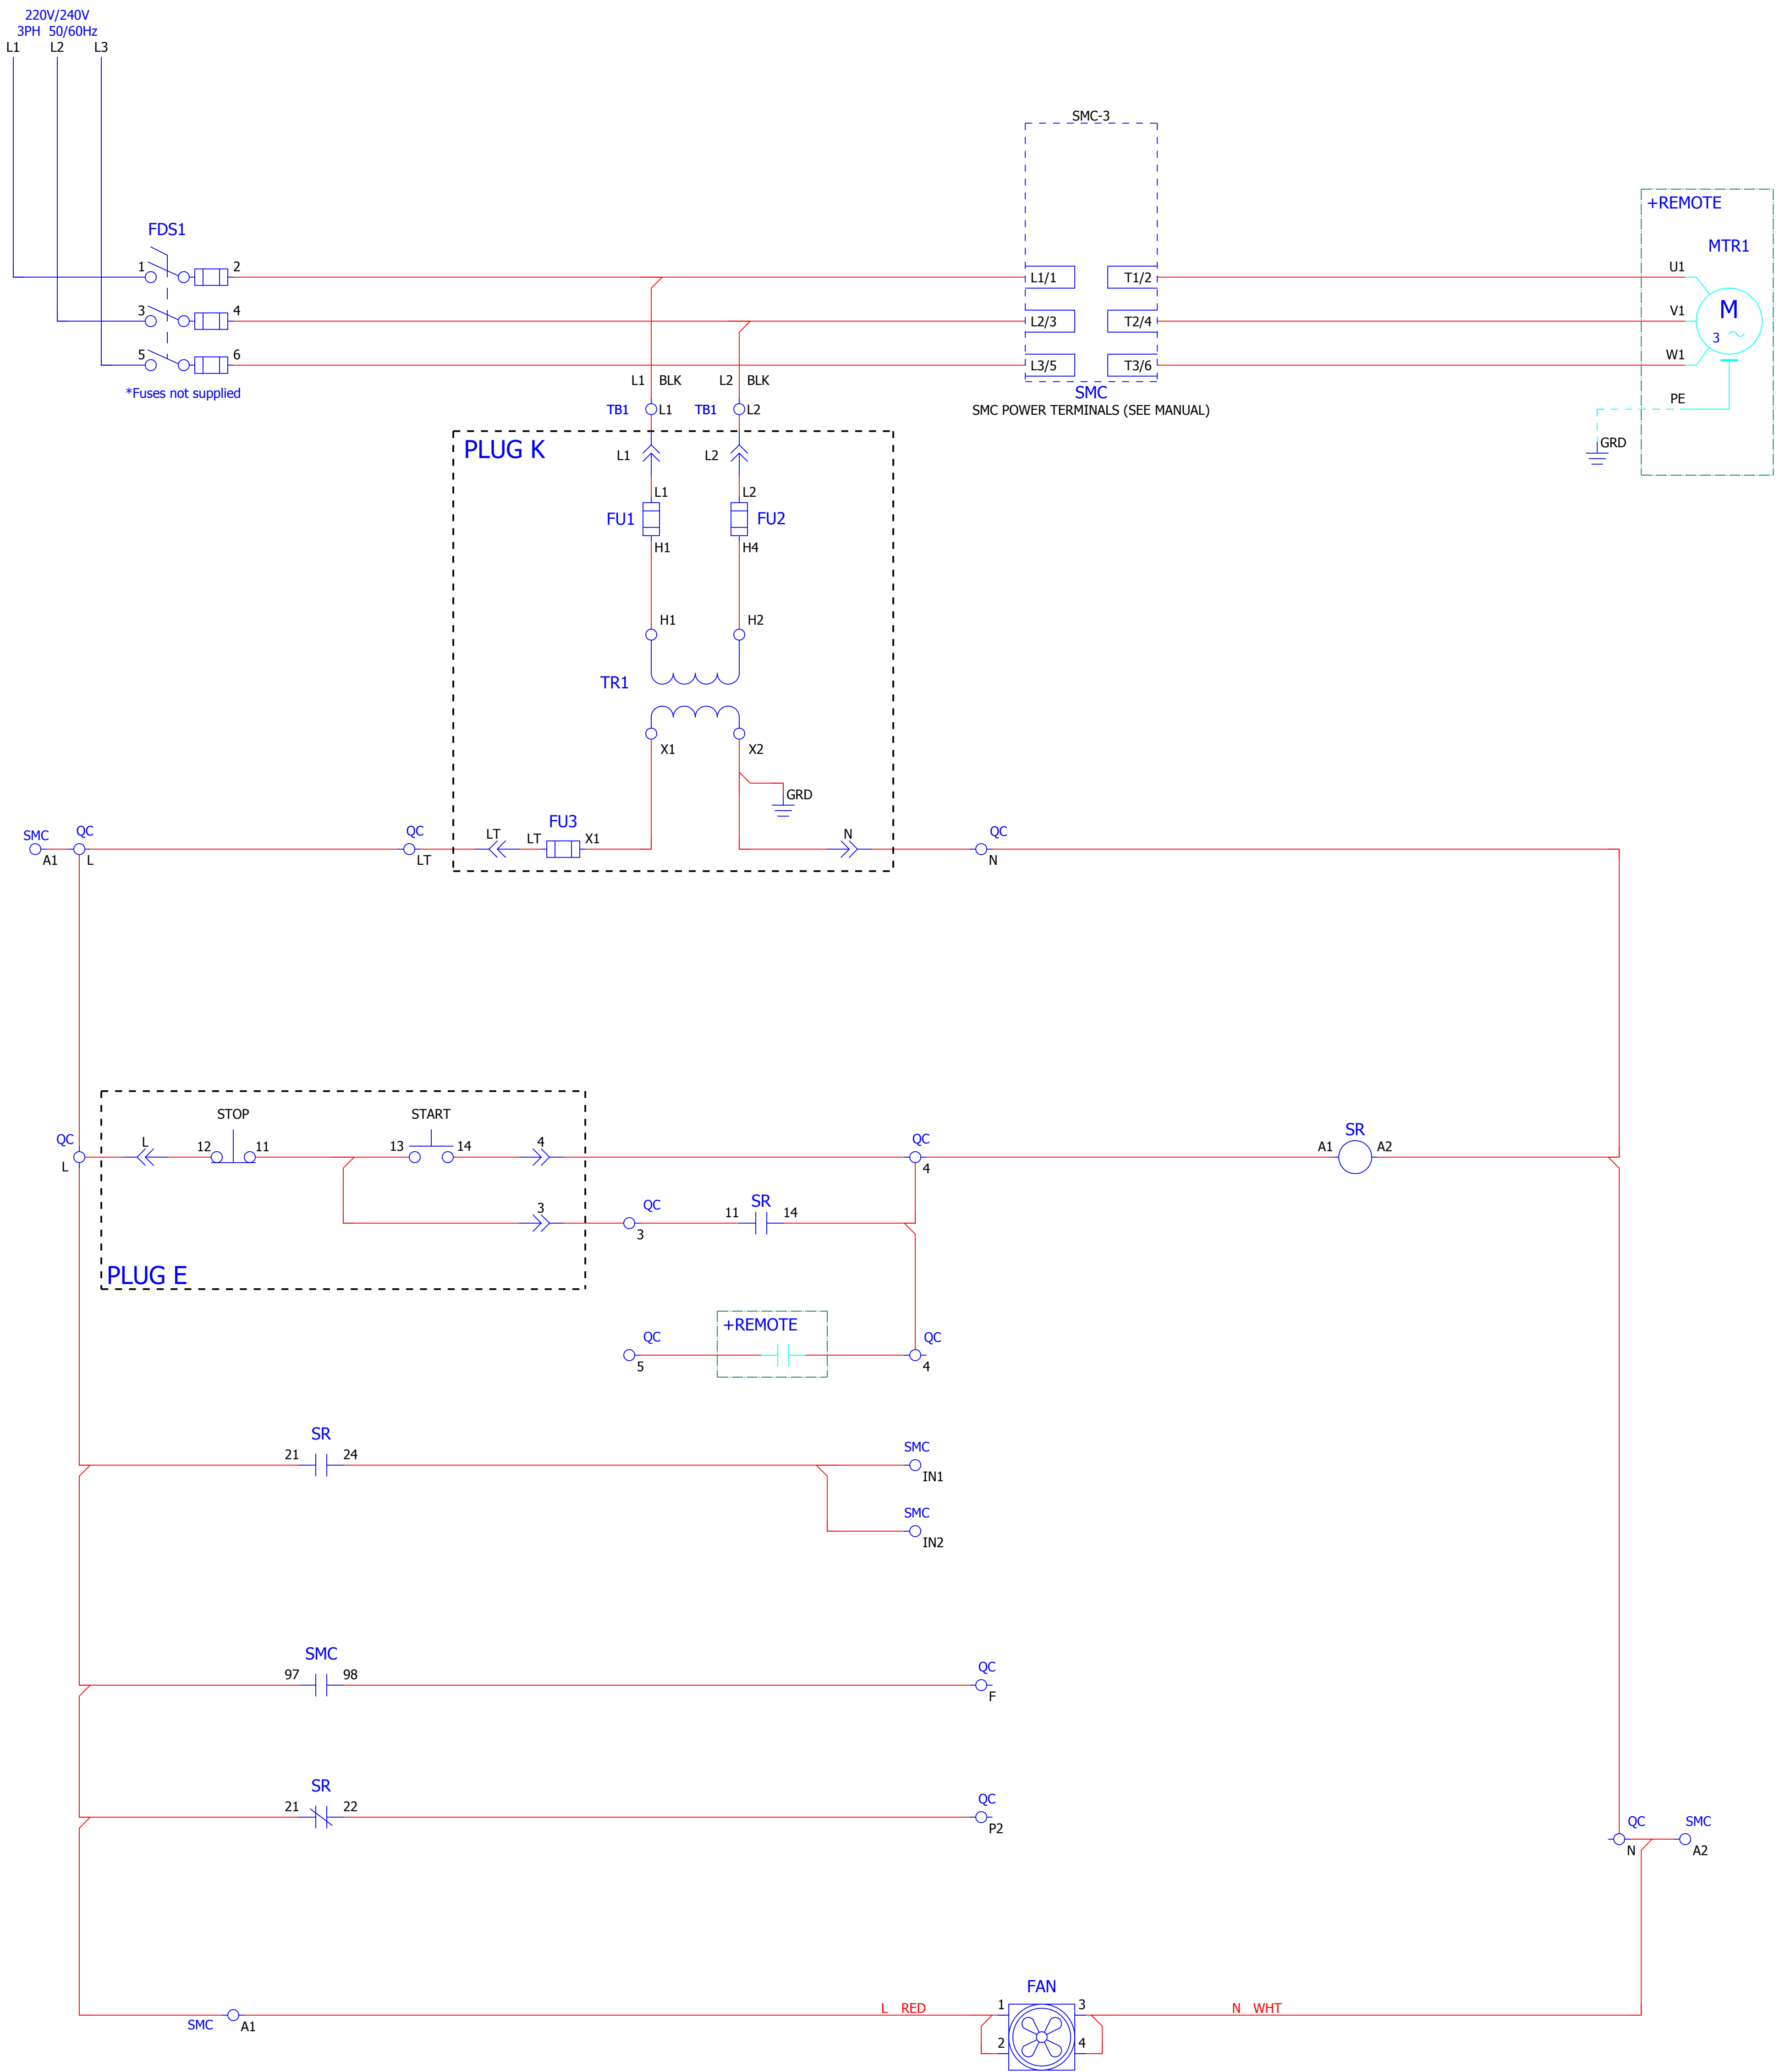 220V/240V
3PH 50/60Hz
L1 L2 L3
SMC-3
+REMOTE
FDS1
MTR1
1 2
L1/1 T1/2
U1
3 4
L2/3 T2/4
V1
M
3
5 6
L3/5 T3/6
W1
*Fuses not supplied
L1 BLK L2 BLK
SMC
PE
TB1 L1 TB1 L2
SMC POWER TERMINALS (SEE MANUAL)
GRD
PLUG K
L1 L2
L1 L2
FU1 FU2
H1 H4
H1 H2
TR1
X1 X2
GRD
SMC QC QC LT LT FU3 X1 N QC
A1 L LT N
STOP START
QC L 12 11 13 14 4 QC SR
L 4 A1 A2
3 QC 11 SR 14
3
PLUG E
+REMOTE
QC QC
5 4
SR
21 24
SMC
IN1
SMC
IN2
SMC
97 98
QC
F
SR
21 22
QC
P2
QC SMC
N A2
FAN
L RED 1 3 N WHT
SMC A1
2 4